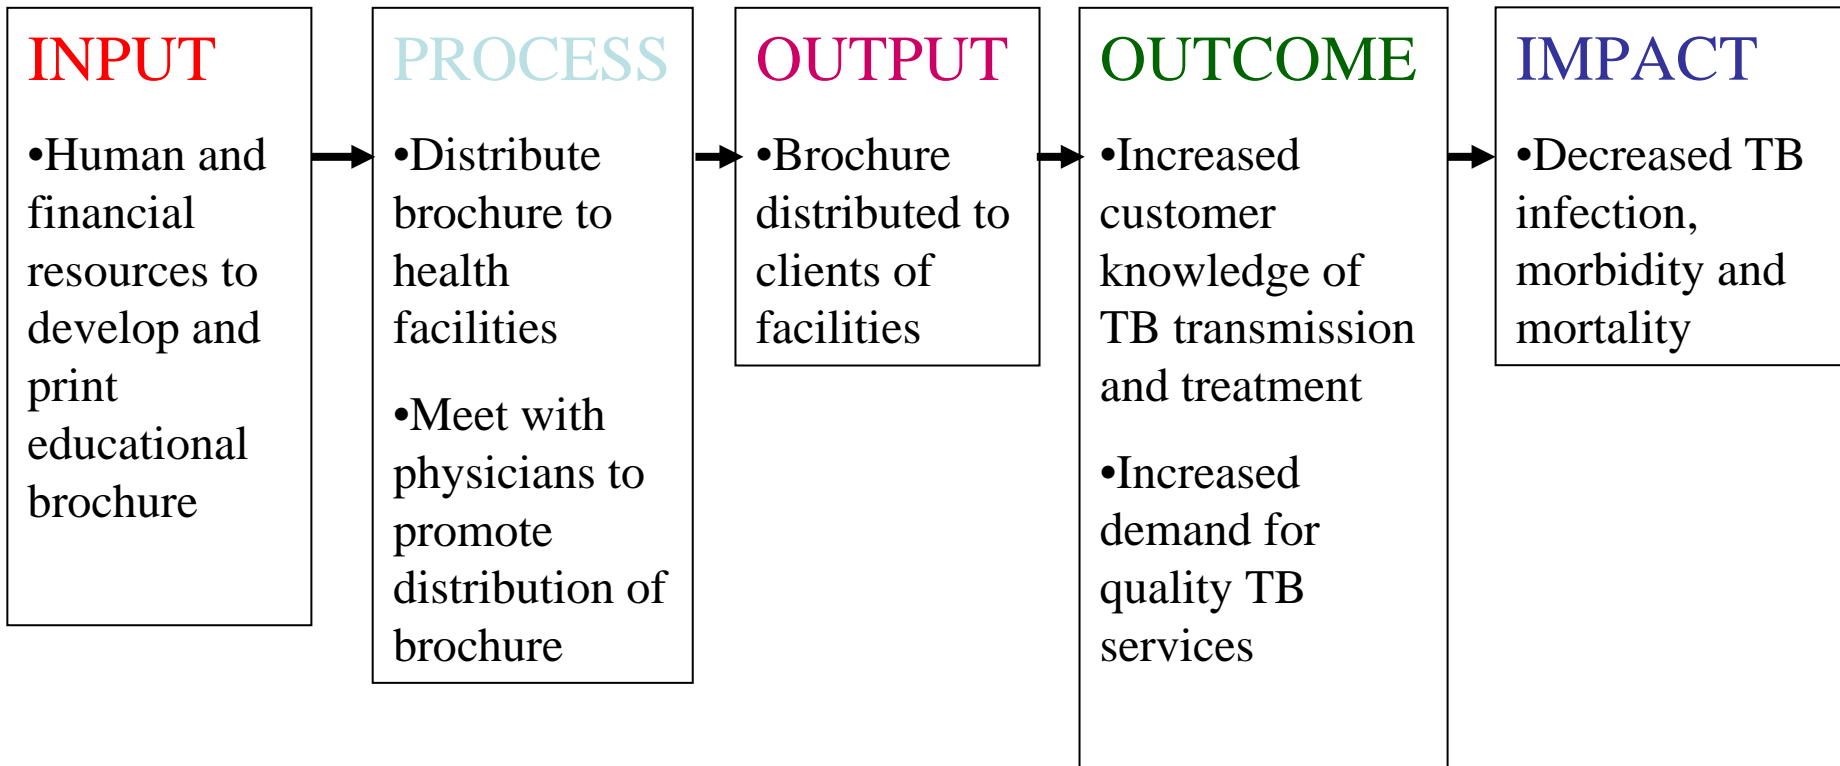 INPUT
•Human and
financial
resources to
develop and
print
educational
brochure
PROCESS
•Distribute
brochure to
health
facilities
•Meet with
physicians to
promote
distribution of
brochure
OUTPUT
•Brochure
distributed to
clients of
facilities
OUTCOME
•Increased
customer
knowledge of
TB transmission
and treatment
•Increased
demand for
quality TB
services
IMPACT
•Decreased TB
infection,
morbidity and
mortality